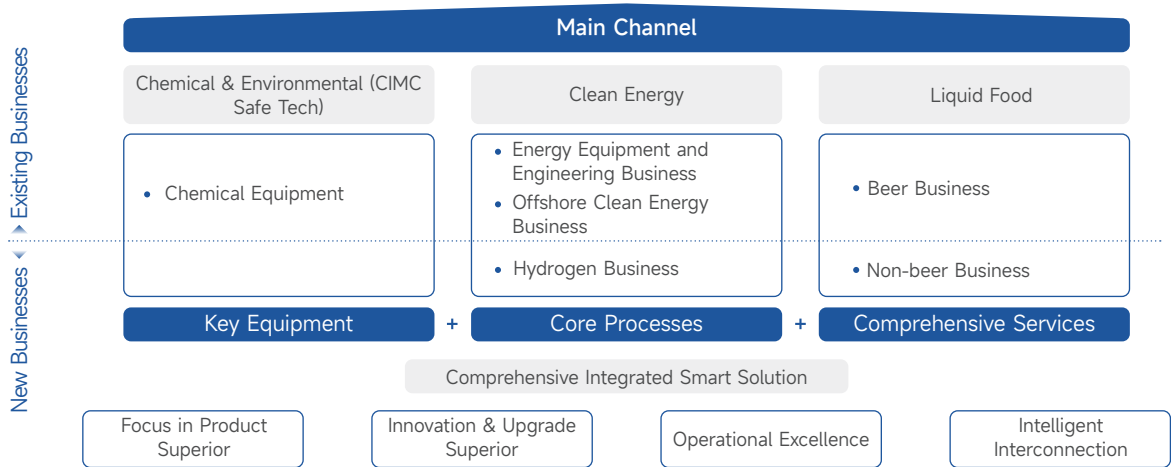 Main Channel
Existing Businesses
Chemical & Environmental (CIMC
Safe Tech)
Clean Energy
Liquid Food
• Chemical Equipment
• Energy Equipment and
Engineering Business
• Offshore Clean Energy
Business
• Beer Business
New Businesses
• Hydrogen Business
• Non-beer Business
Key Equipment + Core Processes + Comprehensive Services
Comprehensive Integrated Smart Solution
Focus in Product
Superior
Innovation & Upgrade
Superior
Operational Excellence
Intelligent
Interconnection